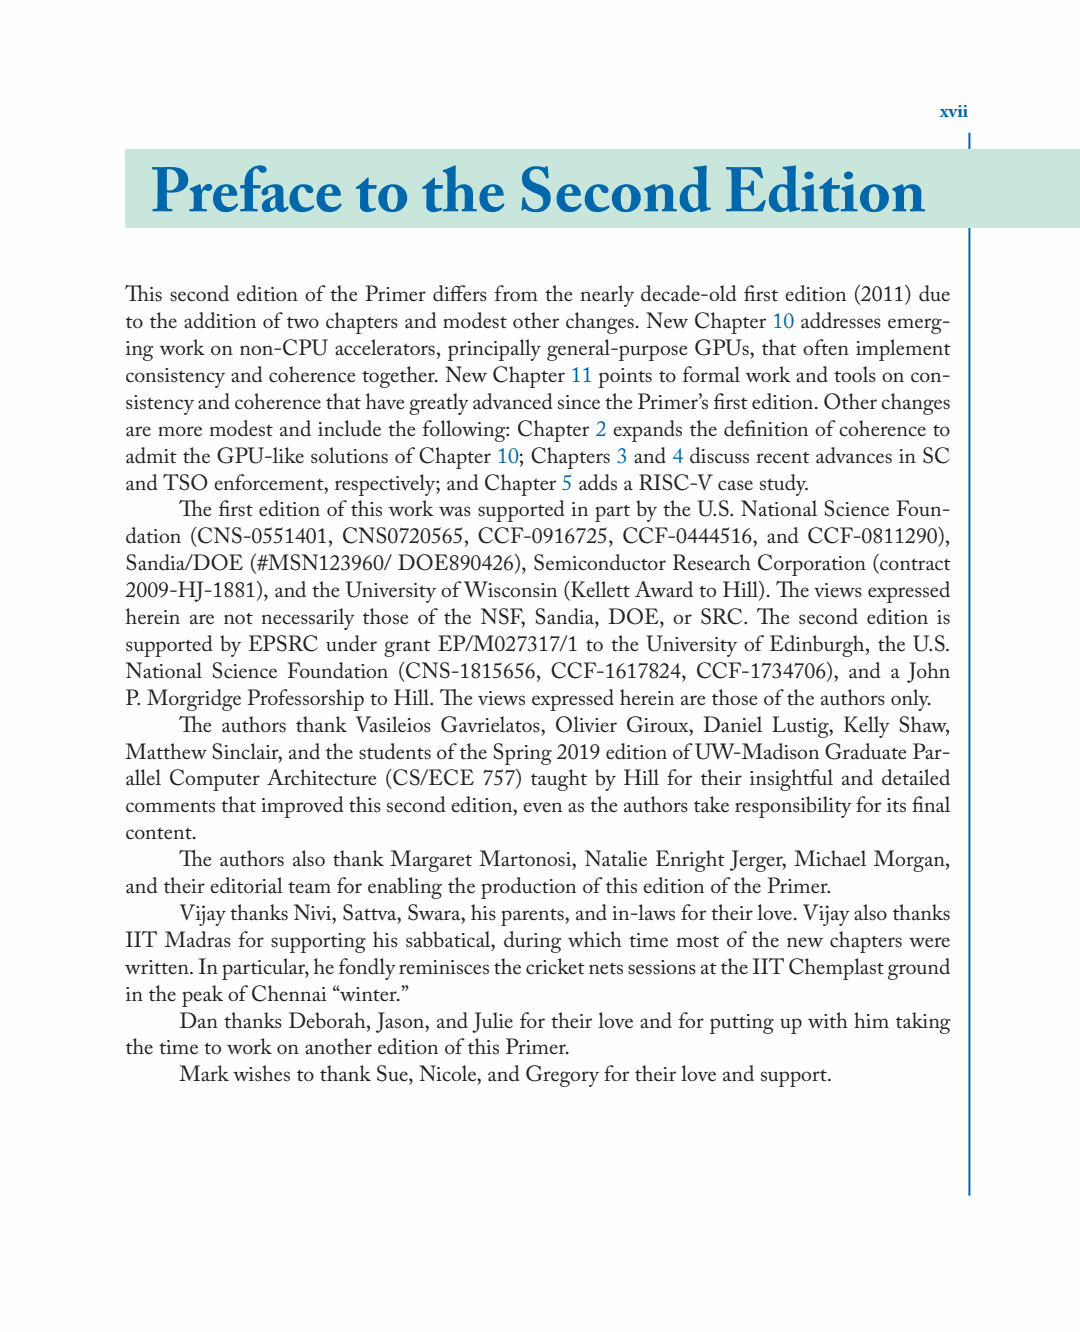 xvii
Preface to the Second Edition
This second edition of the Primer differs from the nearly decade-old first edition (2011) due
to the addition of two chapters and modest other changes. New Chapter 10 addresses emerg-
ing work on non-CPU accelerators, principally general-purpose GPUs, that often implement
consistency and coherence together. New Chapter 11 points to formal work and tools on con-
sistency and coherence that have greatly advanced since the Primer’s first edition. Other changes
are more modest and include the following: Chapter 2 expands the definition of coherence to
admit the GPU-like solutions of Chapter 10; Chapters 3 and 4 discuss recent advances in SC
and TSO enforcement, respectively; and Chapter 5 adds a RISC-V case study.
The first edition of this work was supported in part by the U.S. National Science Foun-
dation (CNS-0551401, CNS0720565, CCF-0916725, CCF-0444516, and CCF-0811290),
Sandia/DOE (#MSN123960/ DOE890426), Semiconductor Research Corporation (contract
2009-HJ-1881), and the University of Wisconsin (Kellett Award to Hill). The views expressed
herein are not necessarily those of the NSF, Sandia, DOE, or SRC. The second edition is
supported by EPSRC under grant EP/M027317/1 to the University of Edinburgh, the U.S.
National Science Foundation (CNS-1815656, CCF-1617824, CCF-1734706), and a John
P. Morgridge Professorship to Hill. The views expressed herein are those of the authors only.
The authors thank Vasileios Gavrielatos, Olivier Giroux, Daniel Lustig, Kelly Shaw,
Matthew Sinclair, and the students of the Spring 2019 edition of UW-Madison Graduate Par-
allel Computer Architecture (CS/ECE 757) taught by Hill for their insightful and detailed
comments that improved this second edition, even as the authors take responsibility for its final
content.
The authors also thank Margaret Martonosi, Natalie Enright Jerger, Michael Morgan,
and their editorial team for enabling the production of this edition of the Primer.
Vijay thanks Nivi, Sattva, Swara, his parents, and in-laws for their love. Vijay also thanks
IIT Madras for supporting his sabbatical, during which time most of the new chapters were
written. In particular, he fondly reminisces the cricket nets sessions at the IIT Chemplast ground
in the peak of Chennai “winter.”
Dan thanks Deborah, Jason, and Julie for their love and for putting up with him taking
the time to work on another edition of this Primer.
Mark wishes to thank Sue, Nicole, and Gregory for their love and support.